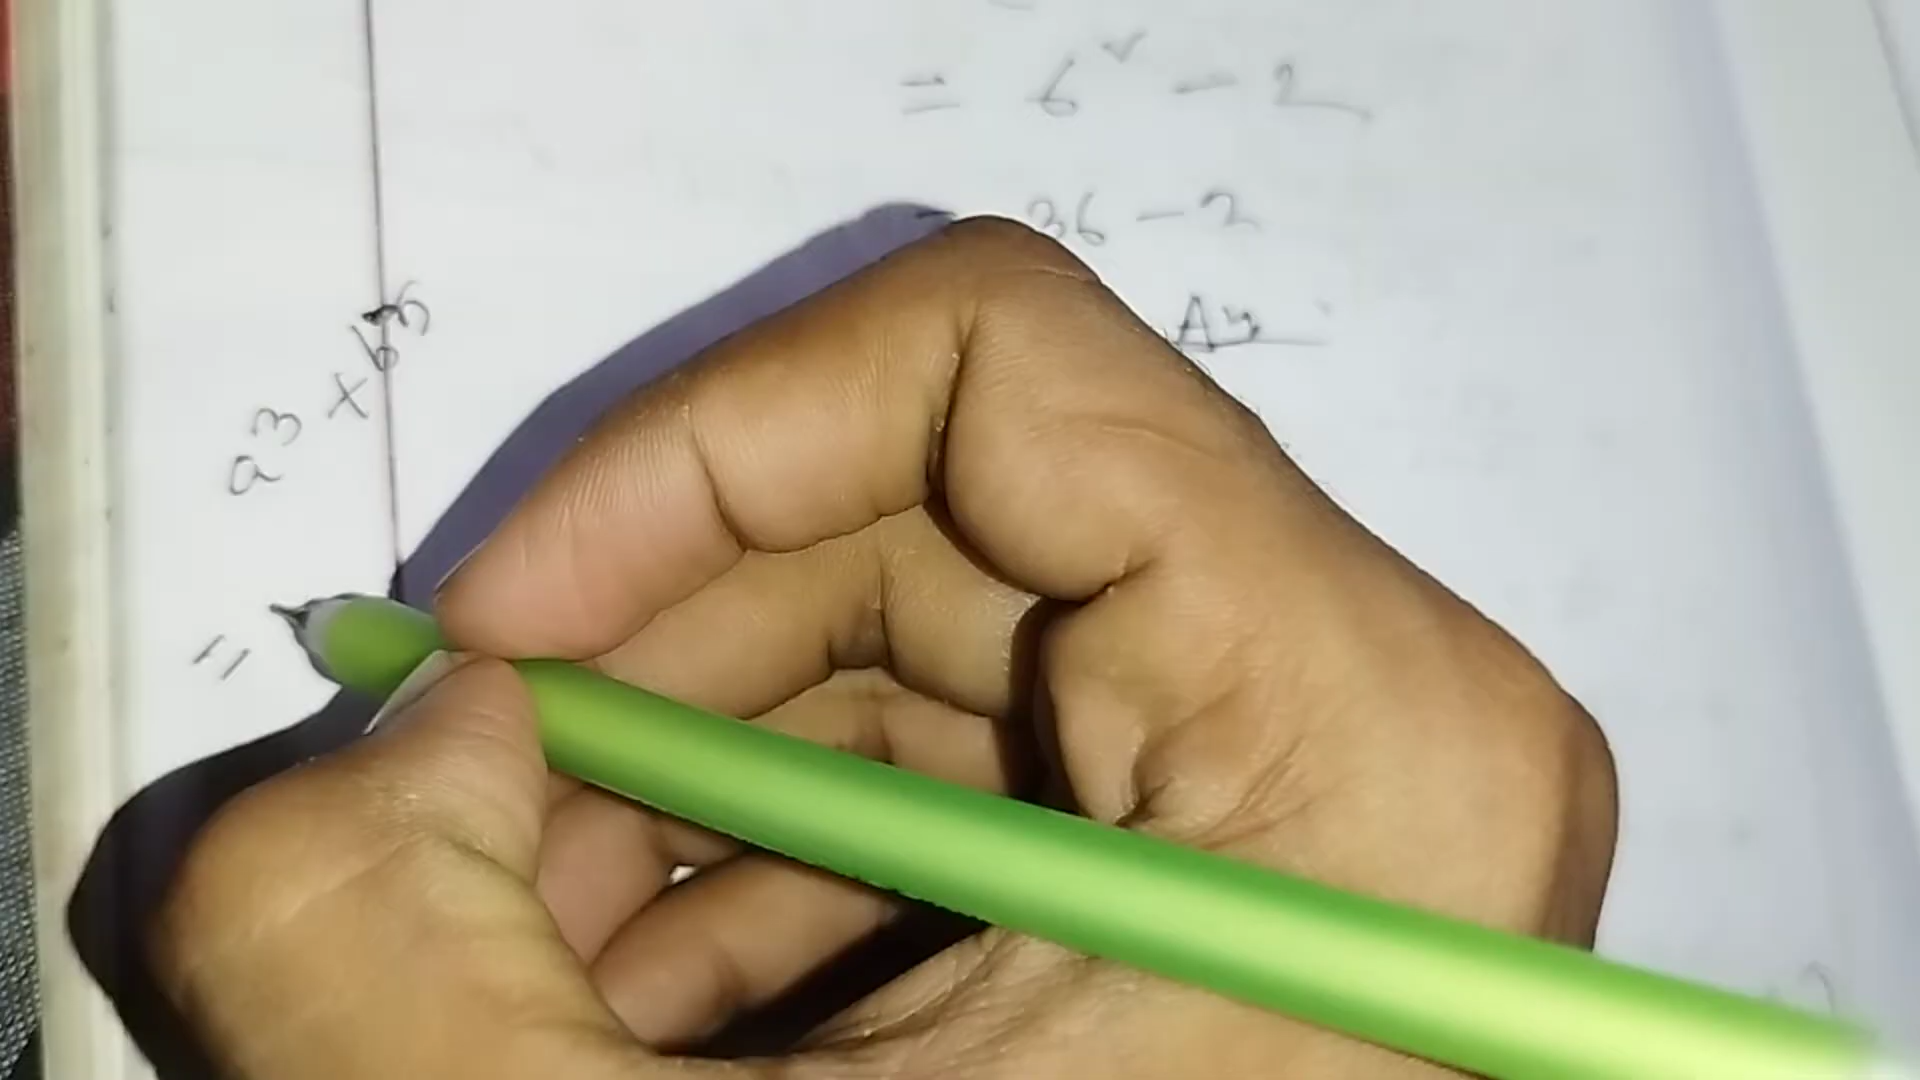 = 6² - 2
36 - 2
Ans
a3 + b3
=